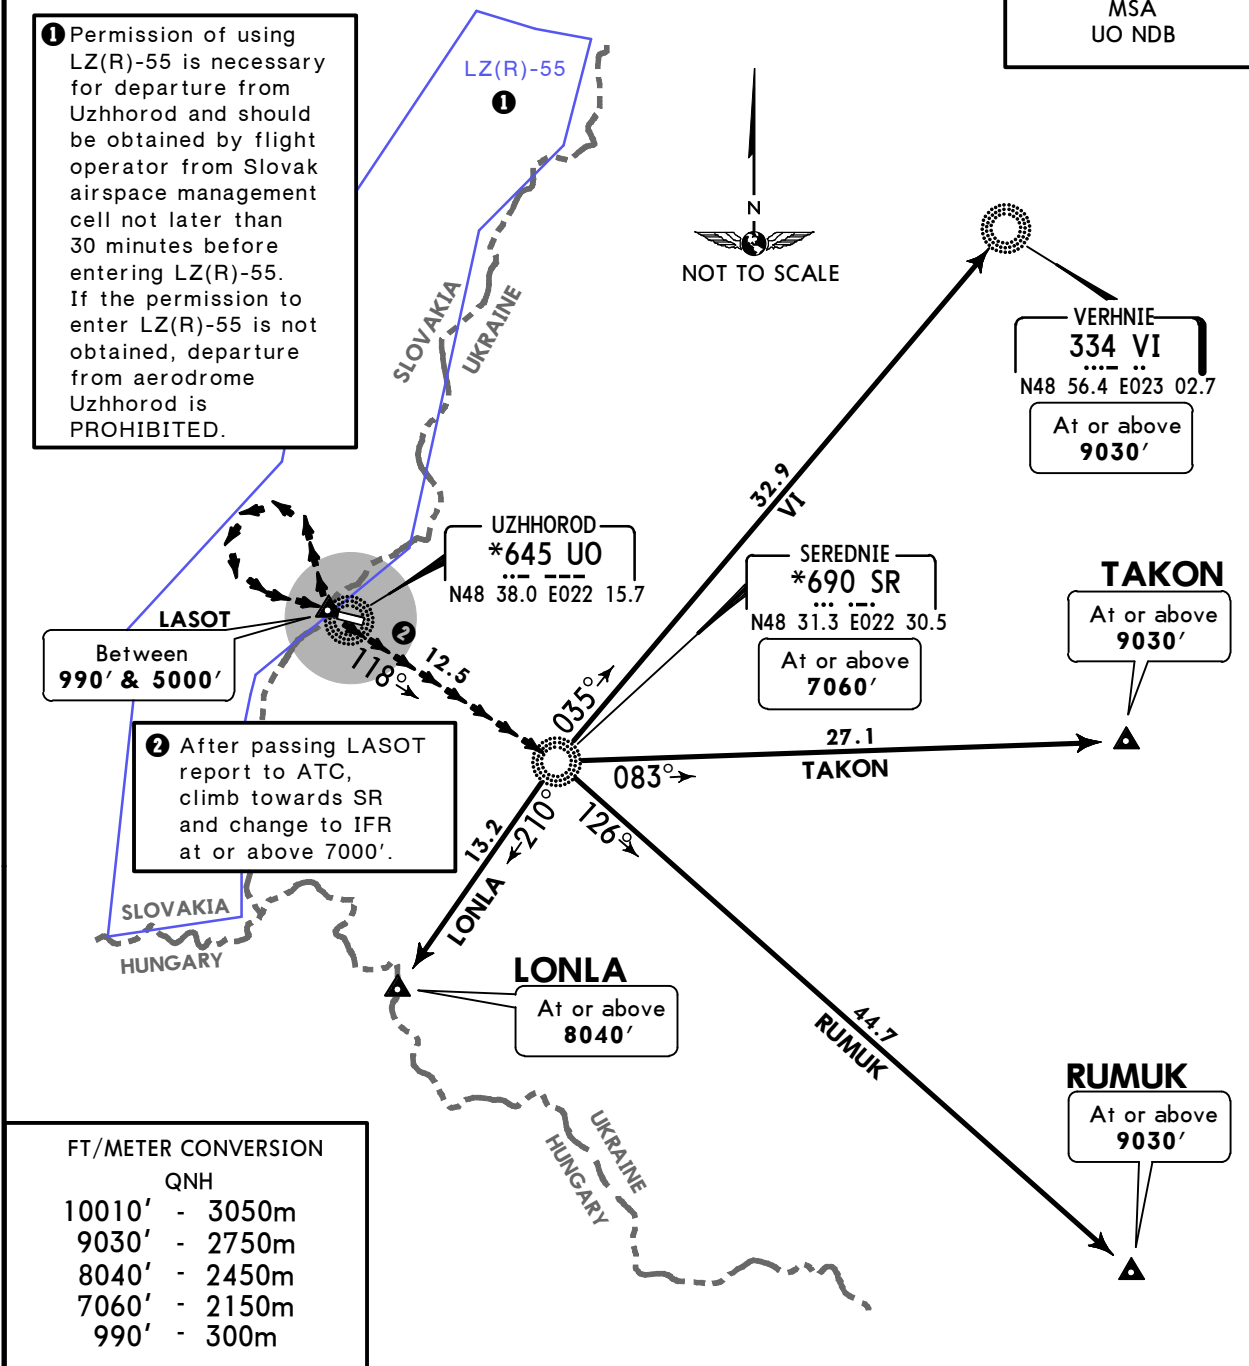 MSA
UO NDB
1 Permission of using
LZ(R)-55 is necessary
for departure from
Uzhhorod and should
be obtained by flight
operator from Slovak
airspace management
cell not later than
30 minutes before
entering LZ(R)-55.
If the permission to
enter LZ(R)-55 is not
obtained, departure
from aerodrome
Uzhhorod is
PROHIBITED.
LZ(R)-55
1
N
NOT TO SCALE
SLOVAKIA
UKRAINE
VERHNIE
334 VI
N48 56.4 E023 02.7
At or above
9030'
32.9
VI
UZHHOROD
*645 UO
N48 38.0 E022 15.7
SEREDNIE
*690 SR
N48 31.3 E022 30.5
At or above
7060'
TAKON
At or above
9030'
LASOT
Between
990' & 5000'
2
118°
12.5
035°
27.1
TAKON
083°
2 After passing LASOT
report to ATC,
climb towards SR
and change to IFR
at or above 7000'.
210°
13.2
LONLA
126°
SLOVAKIA
HUNGARY
LONLA
At or above
8040'
44.7
RUMUK
RUMUK
At or above
9030'
UKRAINE
HUNGARY
FT/METER CONVERSION
QNH
10010' - 3050m
9030' - 2750m
8040' - 2450m
7060' - 2150m
990' - 300m